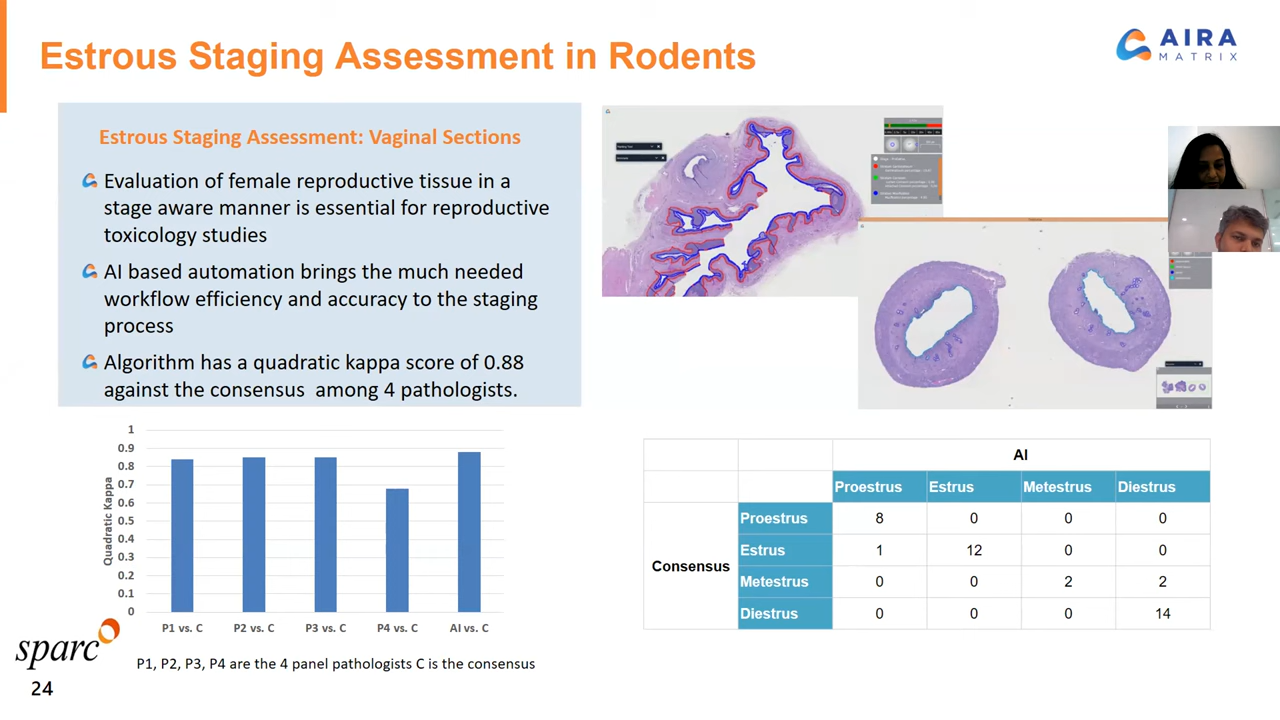 Estrous Staging Assessment in Rodents
AIRA
MATRIX
Estrous Staging Assessment: Vaginal Sections
Evaluation of female reproductive tissue in a
stage aware manner is essential for reproductive
toxicology studies
AI based automation brings the much needed
workflow efficiency and accuracy to the staging
process
Algorithm has a quadratic kappa score of 0.88
against the consensus among 4 pathologists.
1
0.9
0.8
0.7
0.6
0.5
0.4
0.3
0.2
0.1
0
Quadratic Kappa
P1 vs. C P2 vs. C P3 vs. C P4 vs. C AI vs. C
P1, P2, P3, P4 are the 4 panel pathologists C is the consensus
AI
Proestrus Estrus Metestrus Diestrus
Consensus
Proestrus 8 0 0 0
Estrus 1 12 0 0
Metestrus 0 0 2 2
Diestrus 0 0 0 14
sparc
24